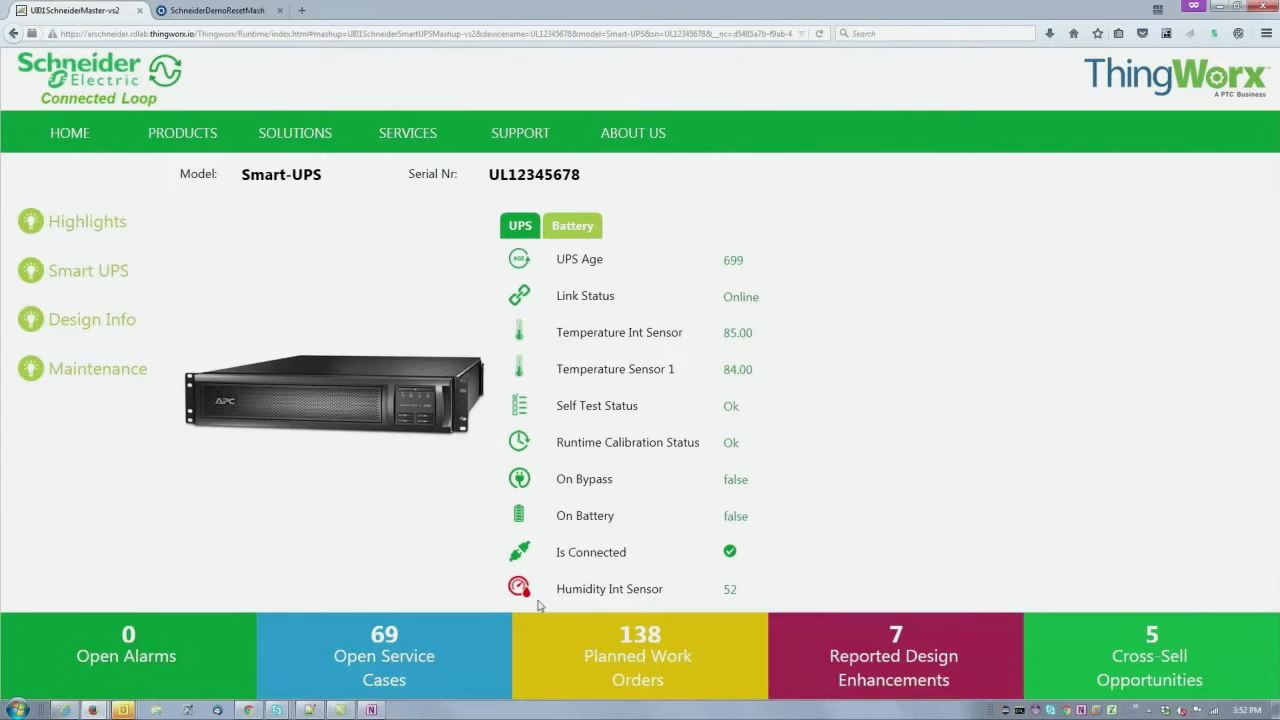 UI01SchneiderMaster-vs2
SchneiderDemoResetMash
https://arschneider.rdlab.thingworx.io/Thingworx/Runtime/index.html#mashup=UI01SchneiderSmartUPSMashup-vs2&devicename=UL12345678&model=Smart-UPS&sn=UL12345678&__nc=d5485a7b-f9ab-4
Search
Schneider
Electric
Connected Loop
ThingWorx
A PTC Business
HOME PRODUCTS SOLUTIONS SERVICES SUPPORT ABOUT US
Model: Smart-UPS Serial Nr: UL12345678
Highlights
Smart UPS
Design Info
Maintenance
APC
UPS Battery
AGE
UPS Age 699
Link Status Online
Temperature Int Sensor 85.00
Temperature Sensor 1 84.00
Self Test Status Ok
Runtime Calibration Status Ok
On Bypass false
On Battery false
Is Connected
Humidity Int Sensor 52
0
Open Alarms
69
Open Service
Cases
138
Planned Work
Orders
7
Reported Design
Enhancements
5
Cross-Sell
Opportunities
3:52 PM